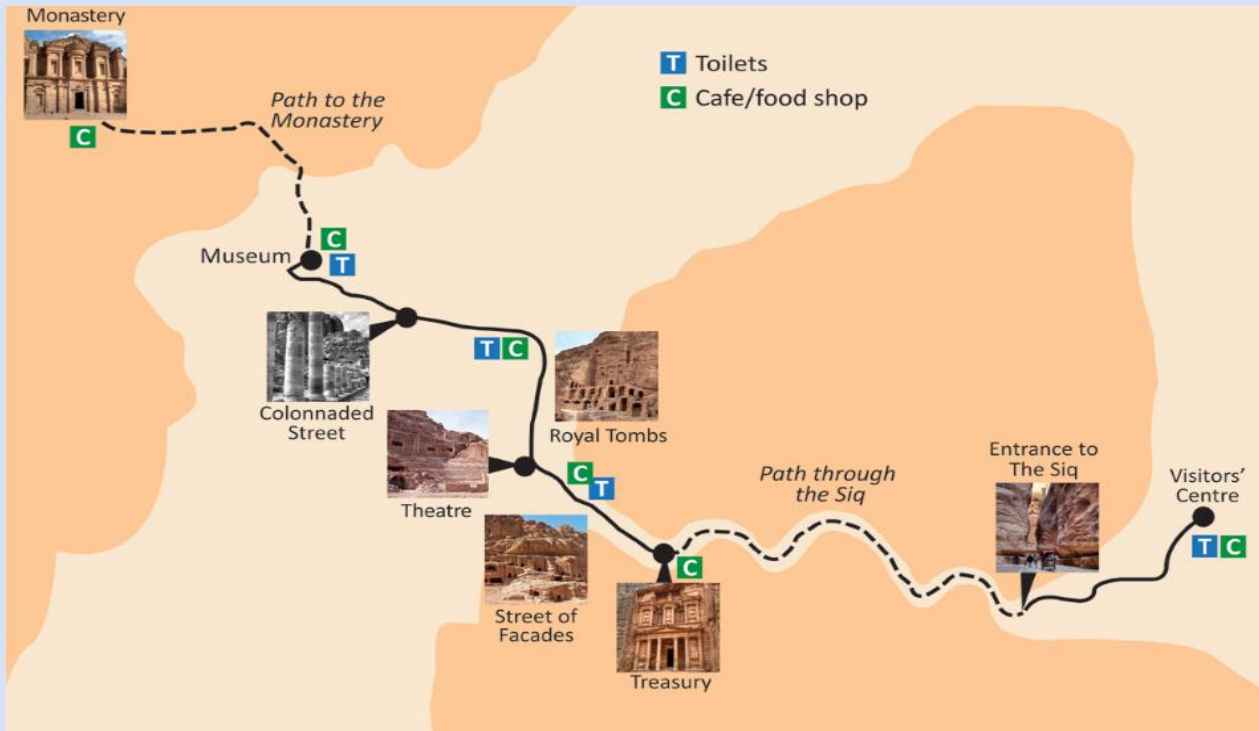 Monastery
T Toilets
C Cafe/food shop
Path to the
Monastery
C
C
Museum
T
T C
Colonnaded
Street
Royal Tombs
Entrance to
The Siq
Path through
the Siq
Visitors'
Centre
C
T
Theatre
T C
C
Street of
Facades
Treasury